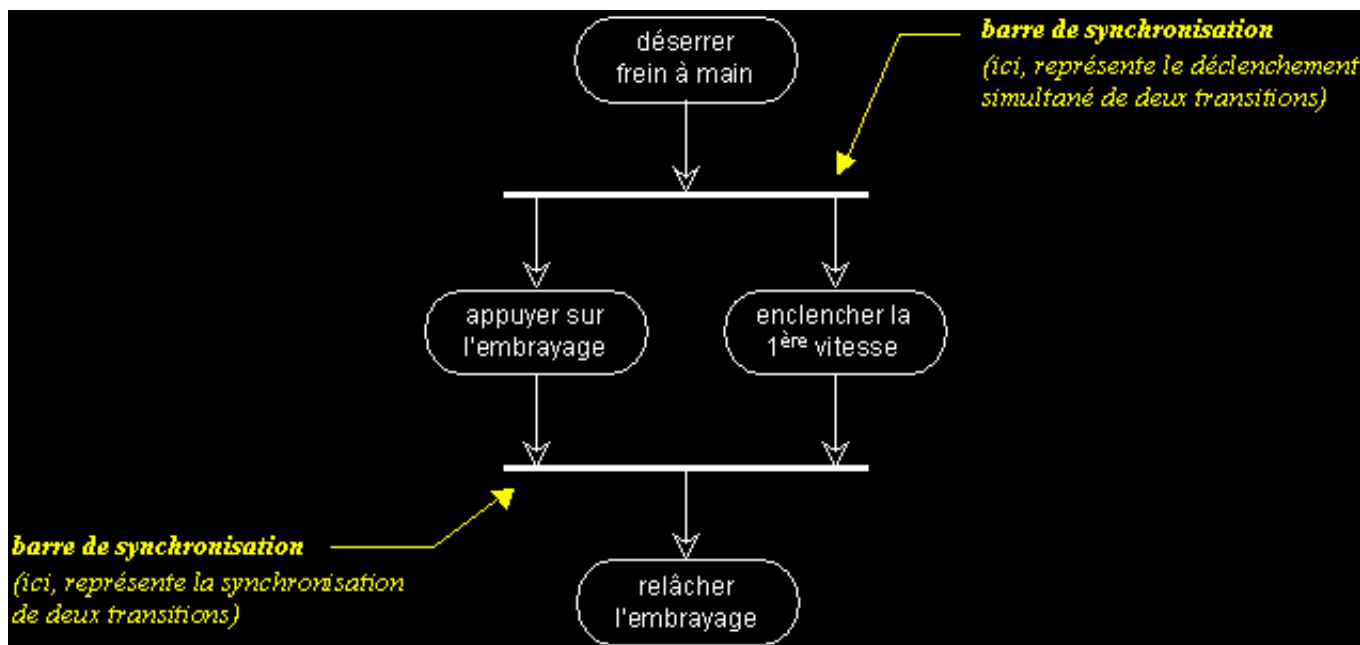 déserrer
frein à main
barre de synchronisation
(ici, représente le déclenchement
simultané de deux transitions)
appuyer sur
l'embrayage
enclencher la
1ère vitesse
barre de synchronisation
(ici, représente la synchronisation
de deux transitions)
relâcher
l'embrayage